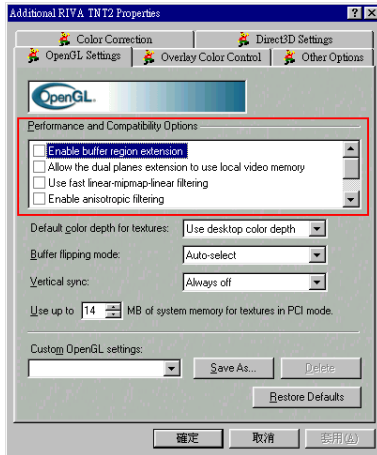 Additional RIVA TNT2 Properties
Color Correction
Direct3D Settings
OpenGL Settings
Overlay Color Control
Other Options
OpenGL.
Performance and Compatibility Options
Enable buffer region extension
Allow the dual planes extension to use local video memory
Use fast linear-mipmap-linear filtering
Enable anisotropic filtering
Default color depth for textures: Use desktop color depth
Buffer flipping mode: Auto-select
Vertical sync: Always off
Use up to 14 MB of system memory for textures in PCI mode.
Custom OpenGL settings:
Save As... Delete
Restore Defaults
確定 取消 套用(A)